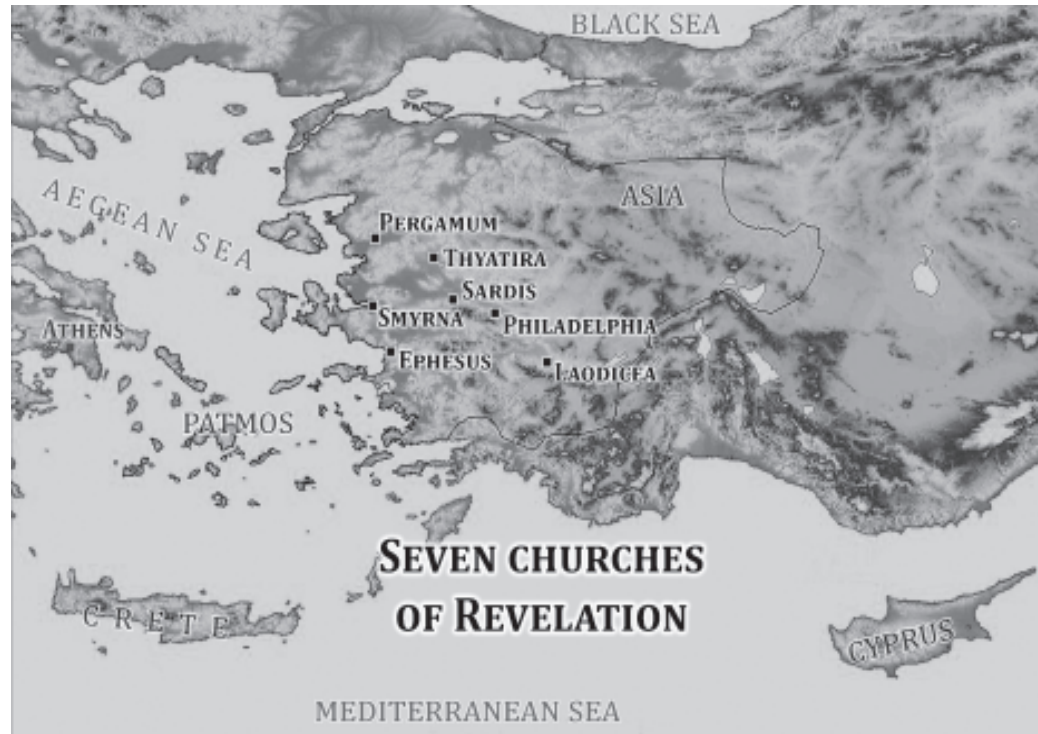 BLACK SEA
ASIA
AEGEAN SEA
PERGAMUM
THYATIRA
SARDIS
SMYRNA
PHILADELPHIA
ATHENS
EPHESUS
LAODICEA
PATMOS
SEVEN CHURCHES
OF REVELATION
CRETE
CYPRUS
MEDITERRANEAN SEA